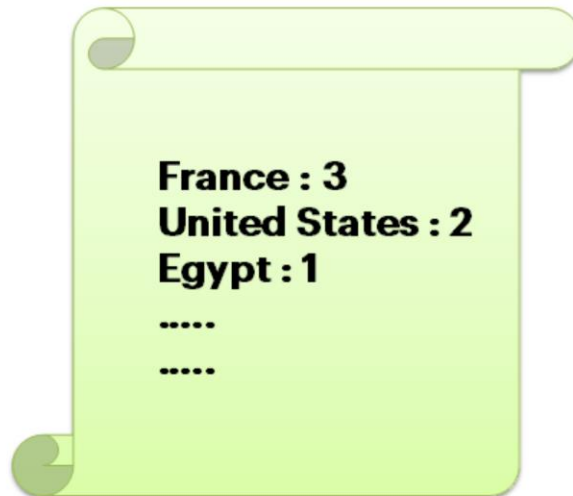 France : 3
United States : 2
Egypt : 1
.....
.....